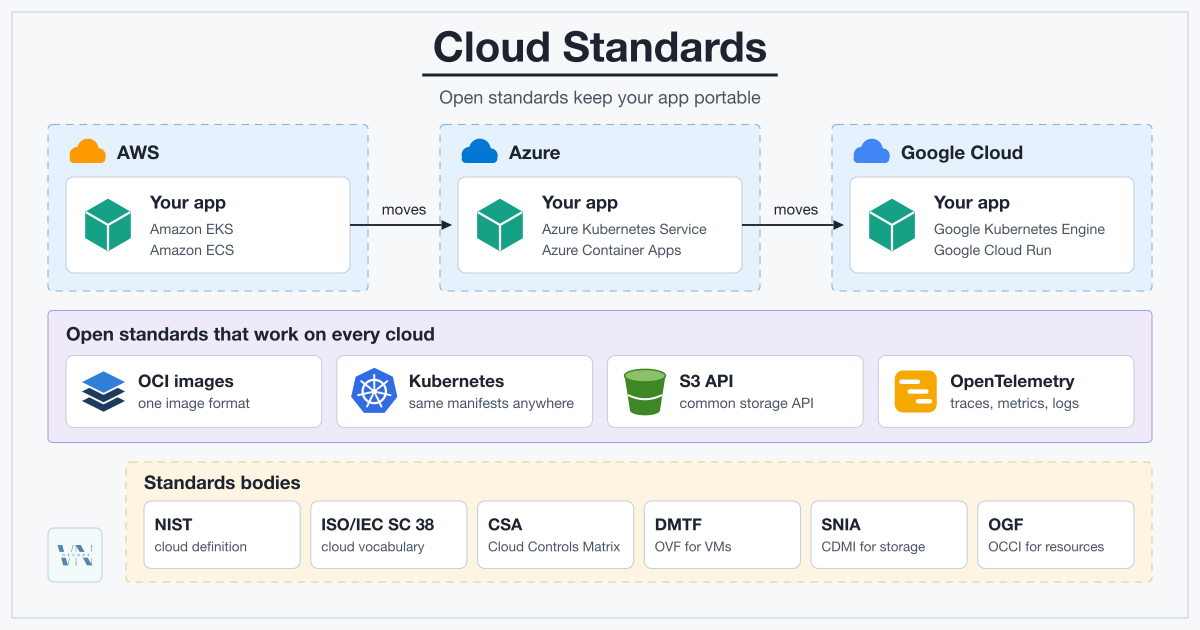 Cloud Standards
Open standards keep your app portable
AWS
Your app
Amazon EKS
Amazon ECS
moves
Azure
Your app
Azure Kubernetes Service
Azure Container Apps
moves
Google Cloud
Your app
Google Kubernetes Engine
Google Cloud Run
Open standards that work on every cloud
OCI images
one image format
Kubernetes
same manifests anywhere
S3 API
common storage API
OpenTelemetry
traces, metrics, logs
Standards bodies
NIST
cloud definition
ISO/IEC SC 38
cloud vocabulary
CSA
Cloud Controls Matrix
DMTF
OVF for VMs
SNIA
CDMI for storage
OGF
OCCI for resources
VN